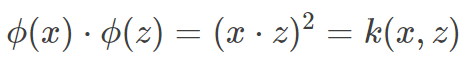 ϕ(x) · ϕ(z) = (x · z)² = k(x, z)